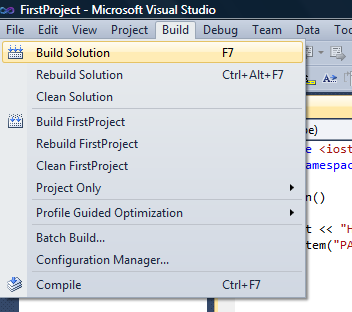 FirstProject - Microsoft Visual Studio
File Edit View Project Build Debug Team Data Too
Build Solution F7
Rebuild Solution Ctrl+Alt+F7
Clean Solution
Build FirstProject
Rebuild FirstProject
Clean FirstProject
Project Only
Profile Guided Optimization
Batch Build...
Configuration Manager...
Compile Ctrl+F7
e)
e <iost
amespac
n()
t << "H
tem("PA